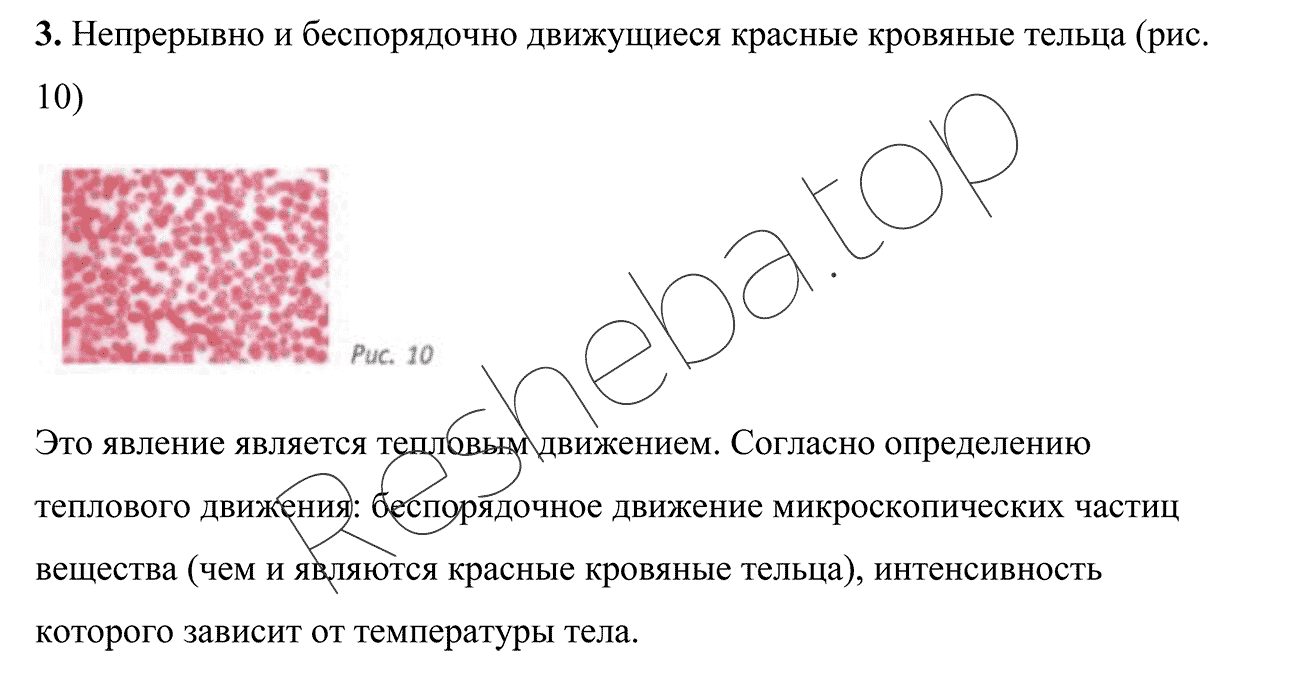 3. Непрерывно и беспорядочно движущиеся красные кровяные тельца (рис.
10)
Рис. 10
Это явление является тепловым движением. Согласно определению
теплового движения: беспорядочное движение микроскопических частиц
вещества (чем и являются красные кровяные тельца), интенсивность
которого зависит от температуры тела.
Resheba.top